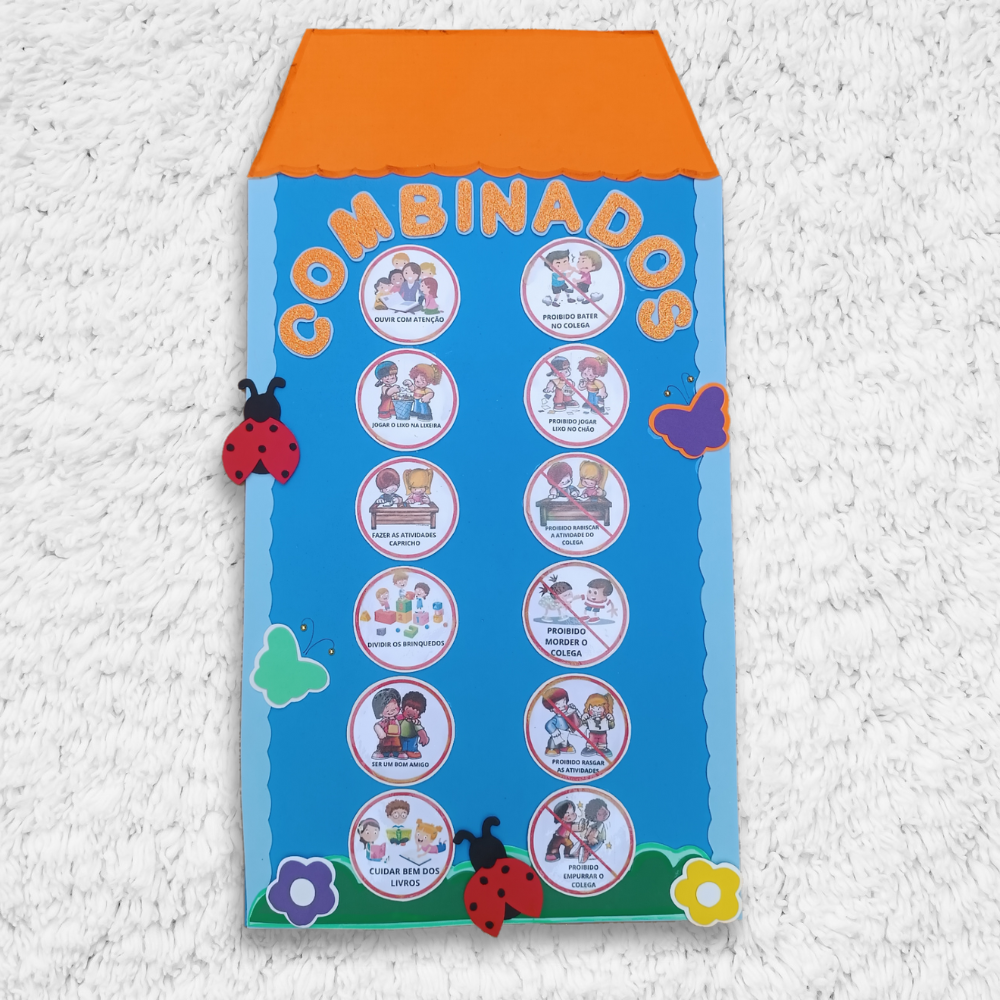 COMBINADOS
OUVIR COM ATENÇÃO
PROIBIDO BATER
NO COLEGA
JOGAR O LIXO NA LIXEIRA
PROIBIDO JOGAR
LIXO NO CHÃO
FAZER AS ATIVIDADES
CAPRICHO
PROIBIDO RABISCAR
A ATIVIDADE DO
COLEGA
DIVIDIR OS BRINQUEDOS
PROIBIDO
MORDER O
COLEGA
SER UM BOM AMIGO
PROIBIDO RASGAR
AS ATIVIDADES
CUIDAR BEM DOS
LIVROS
PROIBIDO
EMPURRAR O
COLEGA